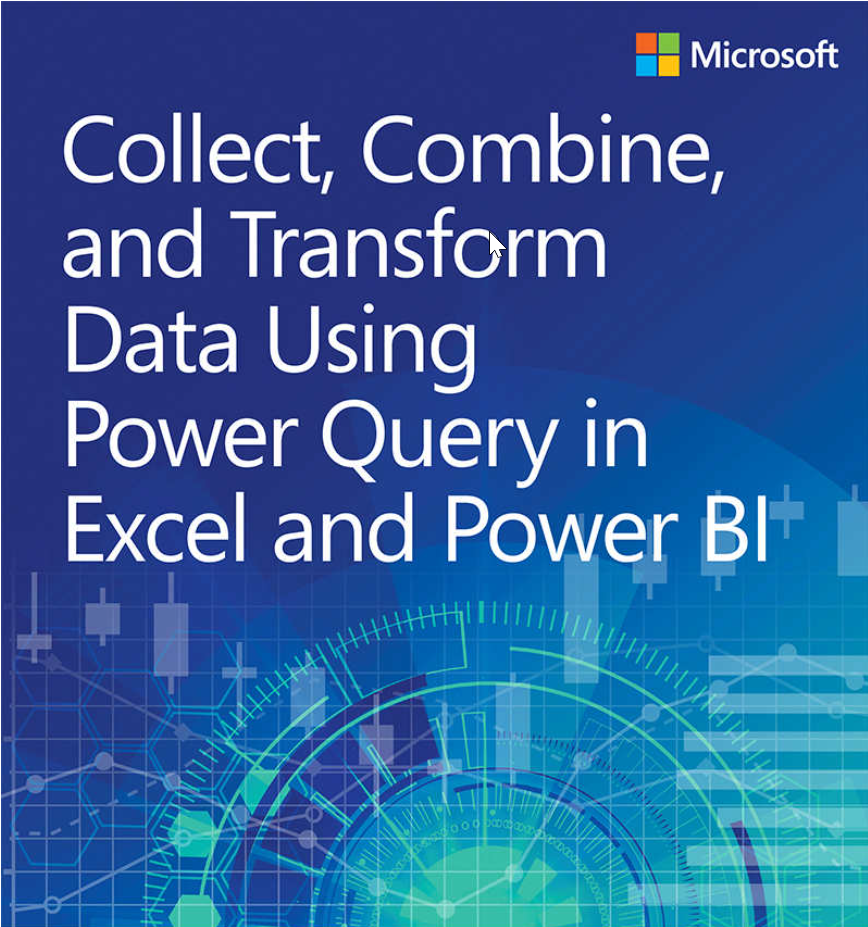 Microsoft
Collect, Combine,
and Transform
Data Using
Power Query in
Excel and Power BI